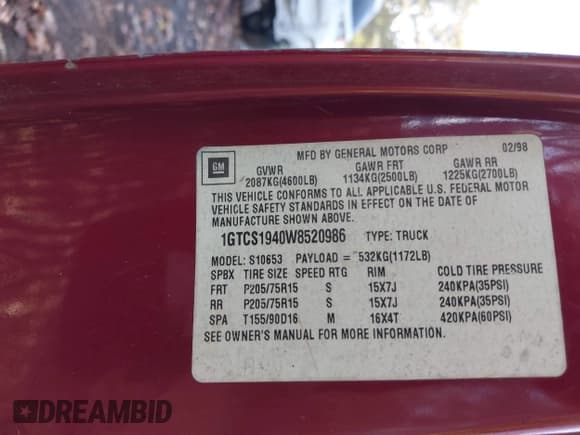 MFD BY GENERAL MOTORS CORP 02/98
GM
GVWR GAWR FRT GAWR RR
2087KG(4600LB) 1134KG(2500LB) 1225KG(2700LB)
THIS VEHICLE CONFORMS TO ALL APPLICABLE U.S. FEDERAL MOTOR
VEHICLE SAFETY STANDARDS IN EFFECT ON THE DATE OF
MANUFACTURE SHOWN ABOVE.
1GTCS1940W8520986 TYPE: TRUCK
MODEL: S10653 PAYLOAD = 532KG(1172LB)
SPBX TIRE SIZE SPEED RTG RIM COLD TIRE PRESSURE
FRT P205/75R15 S 15X7J 240KPA(35PSI)
RR P205/75R15 S 15X7J 240KPA(35PSI)
SPA T155/90D16 M 16X4T 420KPA(60PSI)
SEE OWNER'S MANUAL FOR MORE INFORMATION.
DREAMBID